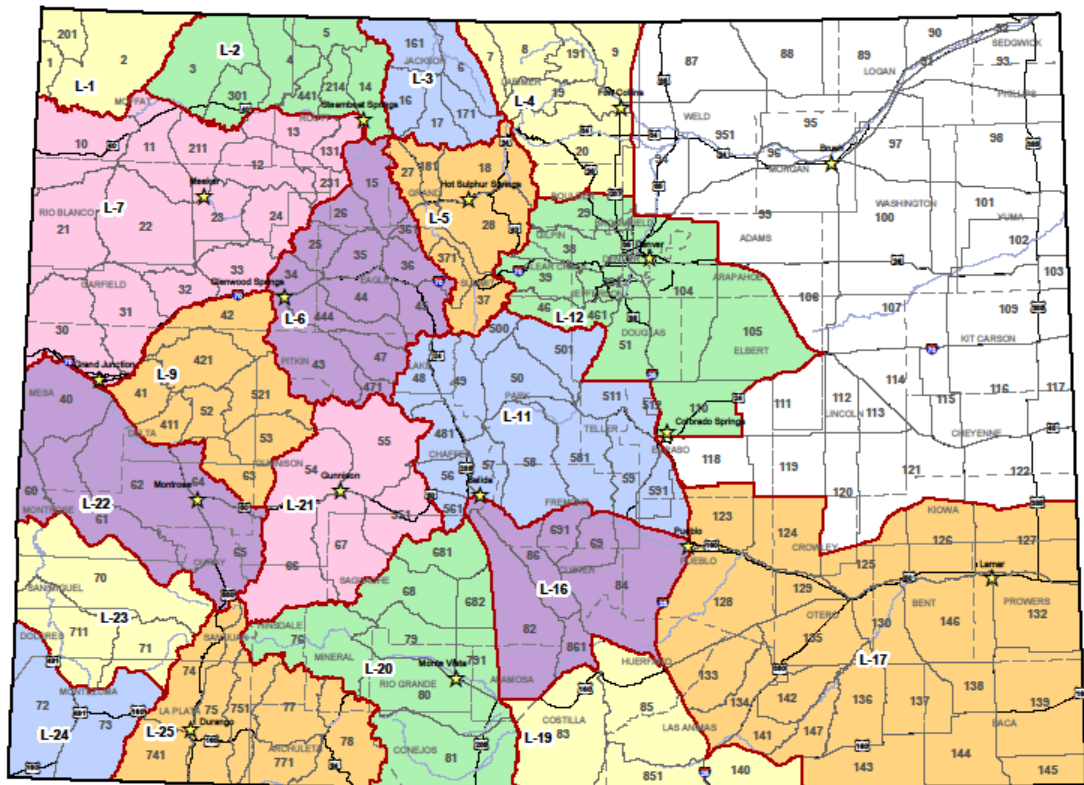 201
1
2
L-1
MOFFAT
L-2
3
4
5
301
441
214
14
ROUTT
Steamboat Springs
161
JACKSON
L-3
6
16
17
171
7
8
191
9
LARIMER
19
L-4
Fort Collins
20
87
88
89
90
91
92
SEDGWICK
93
LOGAN
PHILLIPS
WELD
951
95
94
96
97
98
Brush
MORGAN
WASHINGTON
99
100
101
YUMA
102
103
ADAMS
10
11
211
13
12
131
231
Meeker
L-7
RIO BLANCO
21
22
23
24
33
32
GARFIELD
31
30
Grand Junction
15
26
25
35
361
36
34
EAGLE
Glenwood Springs
44
45
L-6
444
PITKIN
43
47
471
27
181
18
GRAND
Hot Sulphur Springs
L-5
28
371
SUMMIT
37
BOULDER
29
GILPIN
38
Denver
CLEAR CREEK
39
JEFFERSON
46
461
L-12
104
ARAPAHOE
DOUGLAS
51
105
ELBERT
110
Colorado Springs
EL PASO
106
107
109
KIT CARSON
111
112
LINCOLN
113
114
115
116
117
CHEYENNE
118
119
120
121
122
42
421
L-9
41
52
521
411
53
63
GUNNISON
MESA
40
DELTA
62
Montrose
64
60
L-22
MONTROSE
61
65
OURAY
500
501
LAKE
48
49
50
PARK
511
512
L-11
TELLER
481
CHAFFEE
57
58
581
56
59
591
Salida
561
FREMONT
55
54
Gunnison
L-21
551
67
66
SAGUACHE
70
SAN MIGUEL
L-23
711
71
DOLORES
MONTEZUMA
72
73
L-24
SAN JUAN
74
LA PLATA
75
751
Durango
L-25
741
77
78
ARCHULETA
771
HINSDALE
76
MINERAL
681
68
682
79
791
L-20
Monte Vista
RIO GRANDE
80
ALAMOSA
CONEJOS
81
691
69
86
CUSTER
84
L-16
82
861
HUERFANO
L-19
COSTILLA
83
85
LAS ANIMAS
851
140
Pueblo
PUEBLO
123
124
CROWLEY
125
KIOWA
126
127
128
129
OTERO
135
130
BENT
146
Lamar
PROWERS
132
L-17
133
134
142
136
137
138
139
BACA
141
147
143
144
145